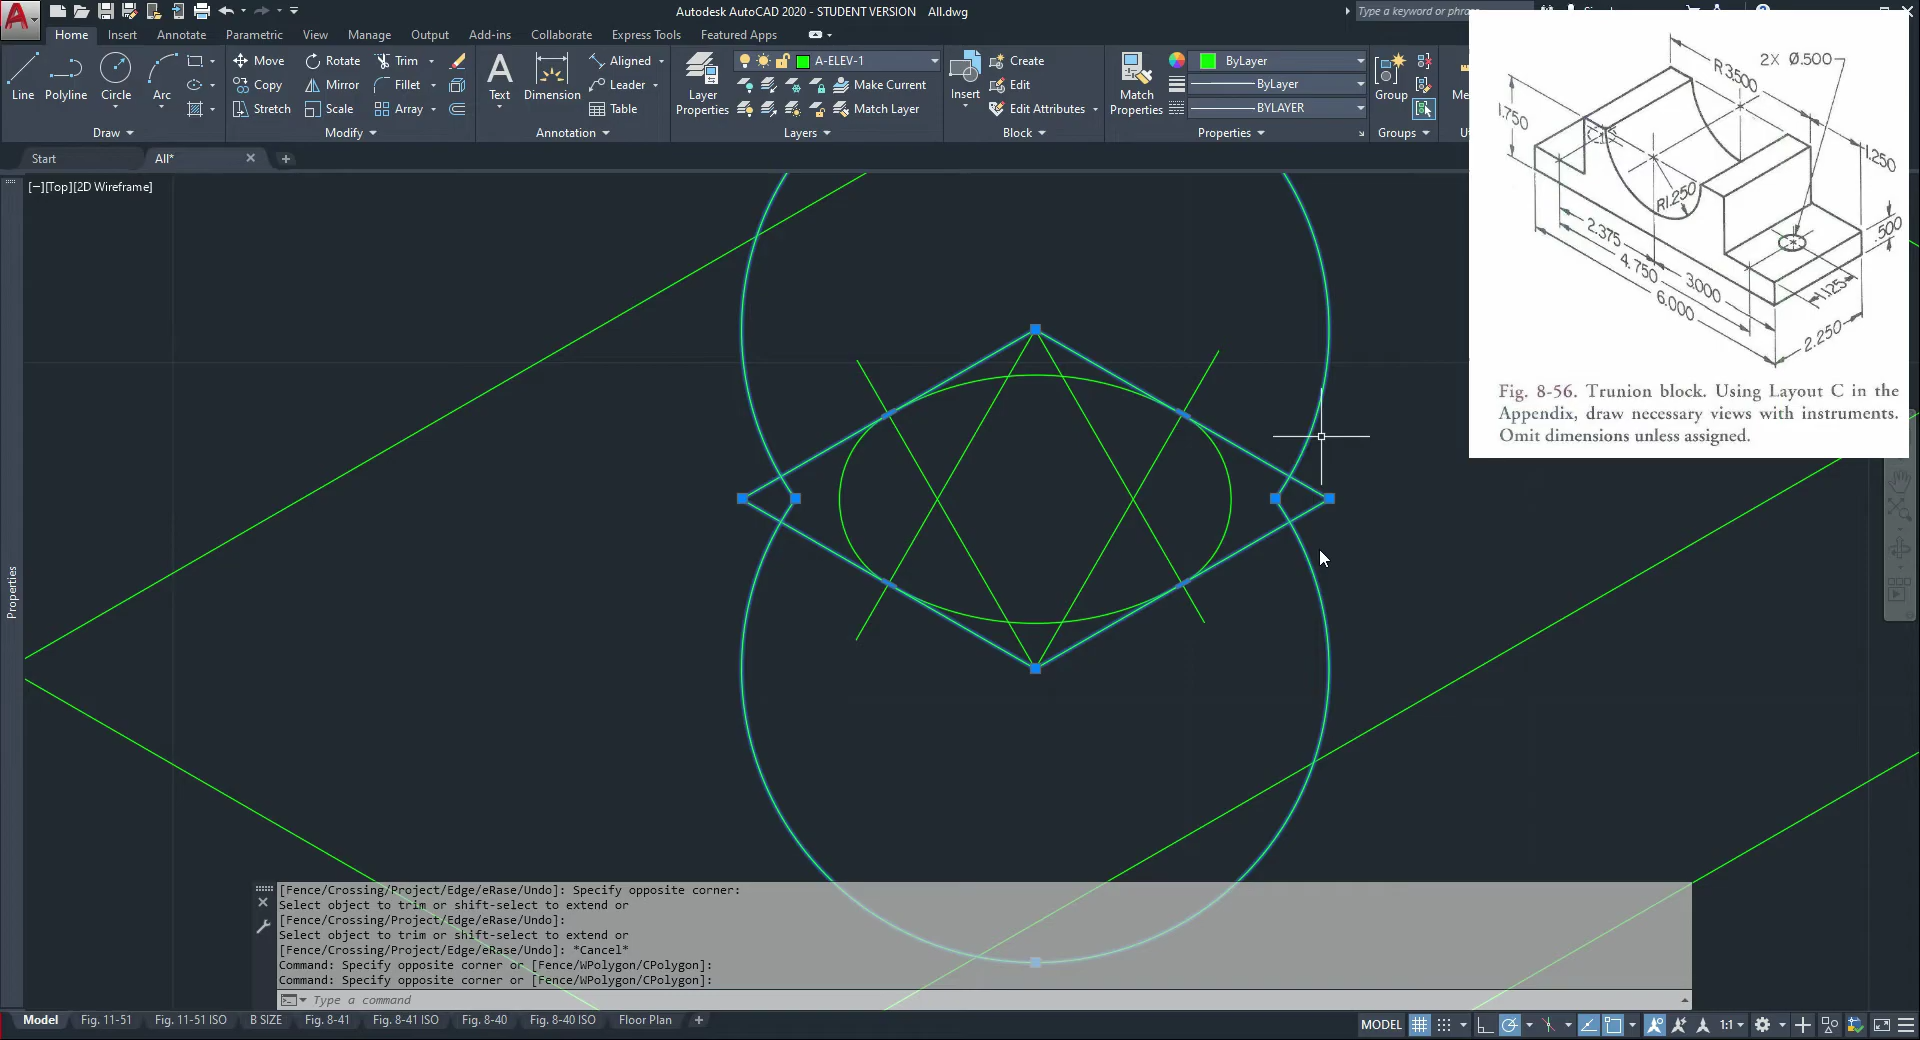 Autodesk AutoCAD 2020 - STUDENT VERSION All.dwg
Type a keyword or phrase
Home Insert Annotate Parametric View Manage Output Add-ins Collaborate Express Tools Featured Apps
Line
Polyline
Circle
Arc
Draw
Move
Rotate
Trim
Copy
Mirror
Fillet
Stretch
Scale
Array
Modify
Text
Dimension
Aligned
Leader
Table
Annotation
Layer
Properties
A-ELEV-1
Make Current
Match Layer
Layers
Insert
Create
Edit
Edit Attributes
Block
Match
Properties
ByLayer
ByLayer
BYLAYER
Properties
Group
Groups
Start
All*
[−][Top][2D Wireframe]
R3.500
2X Ø.500
1.750
1.250
R1.250
.500
2.375
4.750
3.000
6.000
1.125
2.250
Fig. 8-56. Trunion block. Using Layout C in the
Appendix, draw necessary views with instruments.
Omit dimensions unless assigned.
Properties
[Fence/Crossing/Project/Edge/eRase/Undo]: Specify opposite corner:
Select object to trim or shift-select to extend or
[Fence/Crossing/Project/Edge/eRase/Undo]:
Select object to trim or shift-select to extend or
[Fence/Crossing/Project/Edge/eRase/Undo]: *Cancel*
Command: Specify opposite corner or [Fence/WPolygon/CPolygon]:
Command: Specify opposite corner or [Fence/WPolygon/CPolygon]:
Type a command
Model Fig. 11-51 Fig. 11-51 ISO B SIZE Fig. 8-41 Fig. 8-41 ISO Fig. 8-40 Fig. 8-40 ISO Floor Plan +
MODEL 1:1